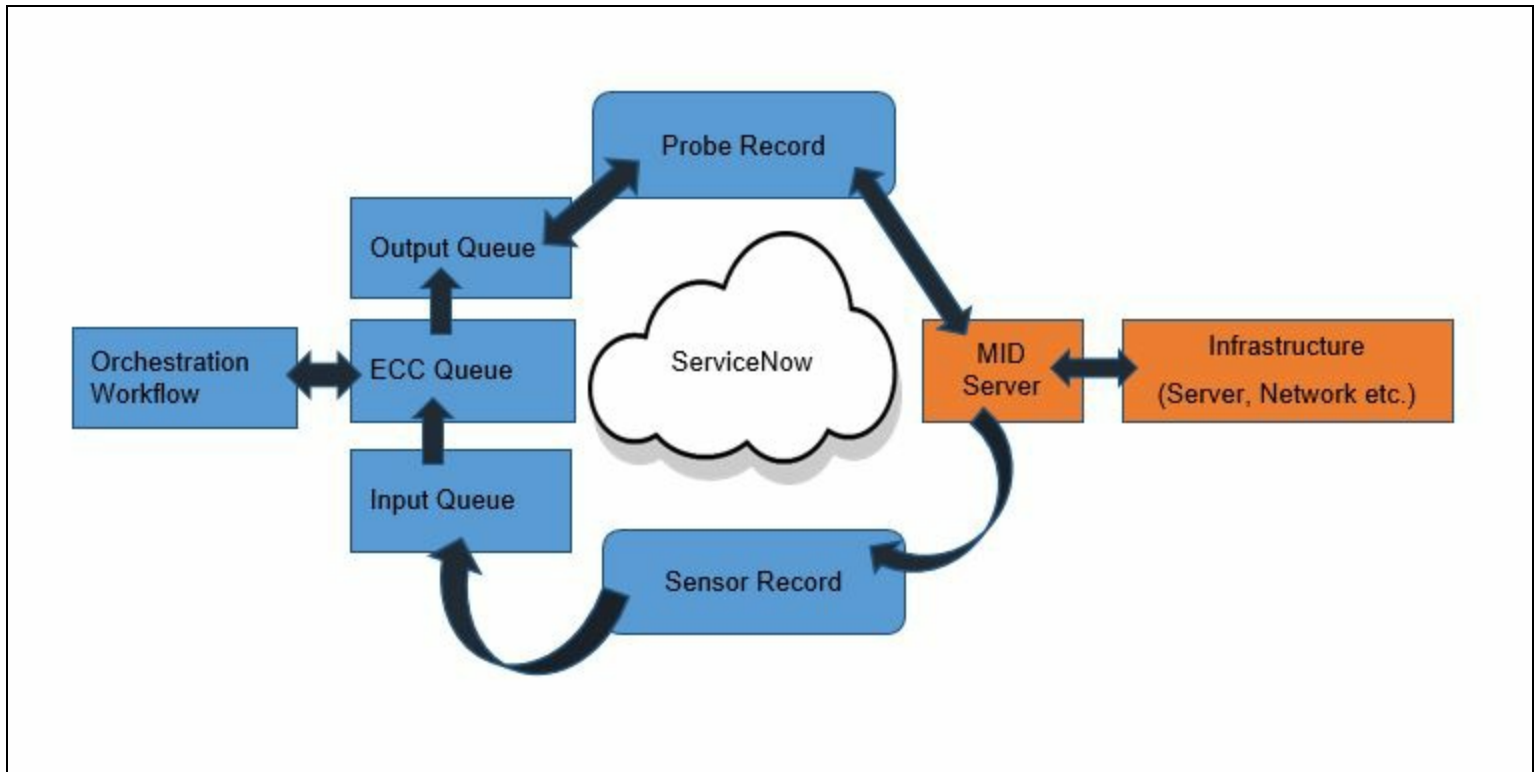 Probe Record
Output Queue
ServiceNow
Orchestration
Workflow
ECC Queue
MID
Server
Infrastructure
(Server, Network etc.)
Input Queue
Sensor Record